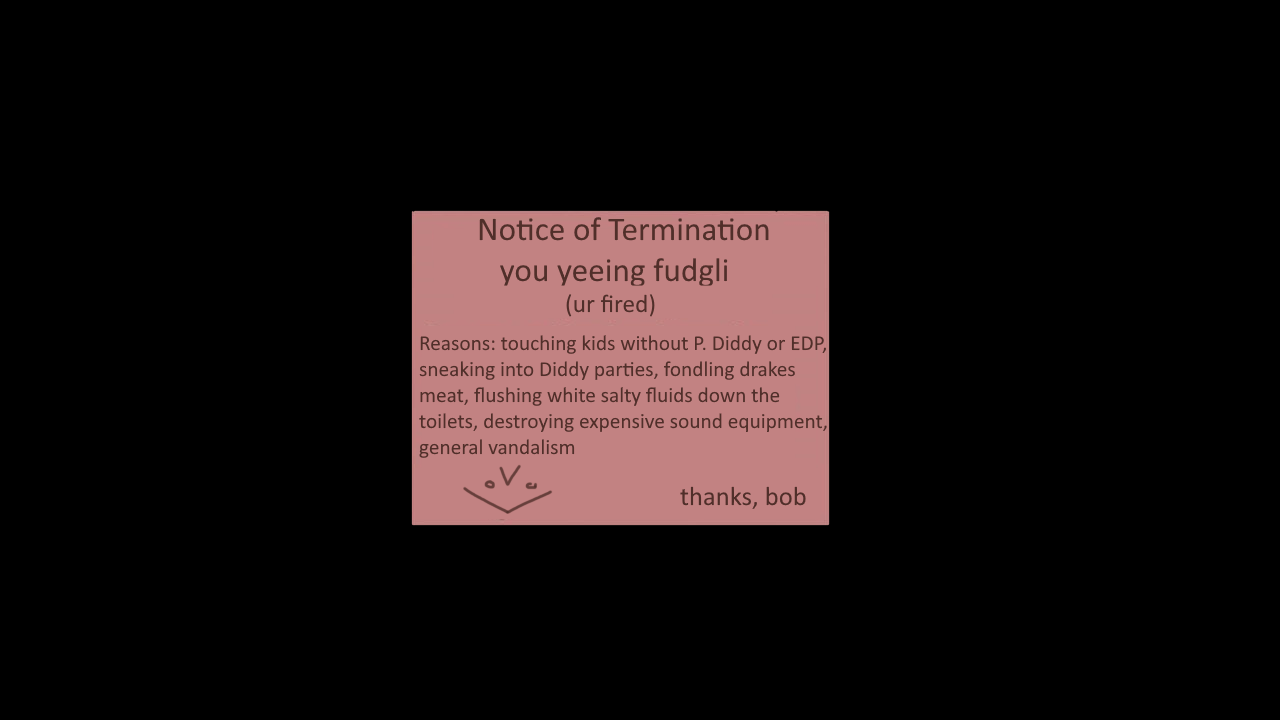 Notice of Termination
you yeeing fudgli
(ur fired)
Reasons: touching kids without P. Diddy or EDP,
sneaking into Diddy parties, fondling drakes
meat, flushing white salty fluids down the
toilets, destroying expensive sound equipment,
general vandalism
thanks, bob